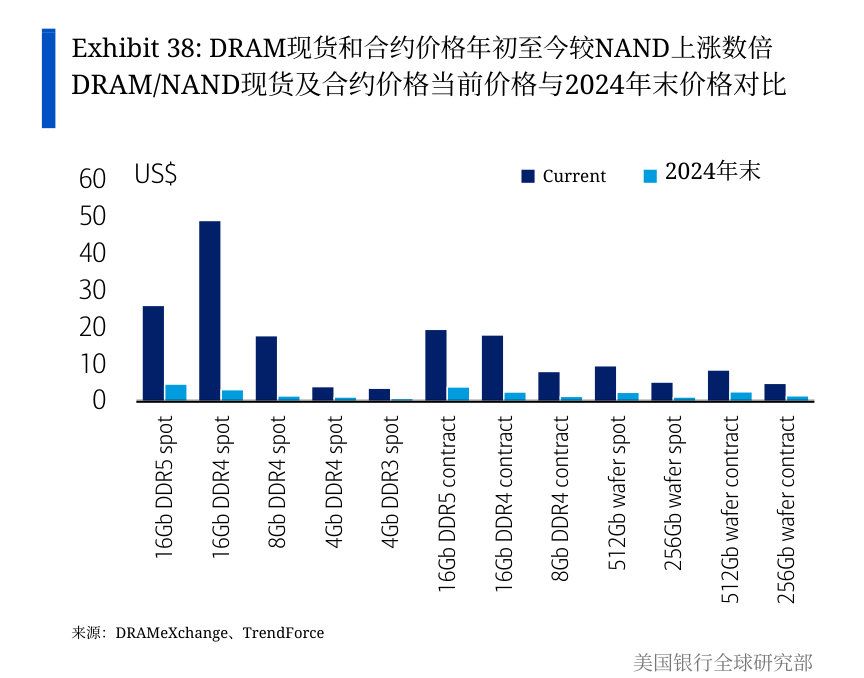 Exhibit 38: DRAM现货和合约价格年初至今较NAND上涨数倍
DRAM/NAND现货及合约价格当前价格与2024年末价格对比
US$
Current
2024年末
60
50
40
30
20
10
0
16Gb DDR5 spot
16Gb DDR4 spot
8Gb DDR4 spot
4Gb DDR4 spot
4Gb DDR3 spot
16Gb DDR5 contract
16Gb DDR4 contract
8Gb DDR4 contract
512Gb wafer spot
256Gb wafer spot
512Gb wafer contract
256Gb wafer contract
来源：DRAMeXchange、TrendForce
美国银行全球研究部